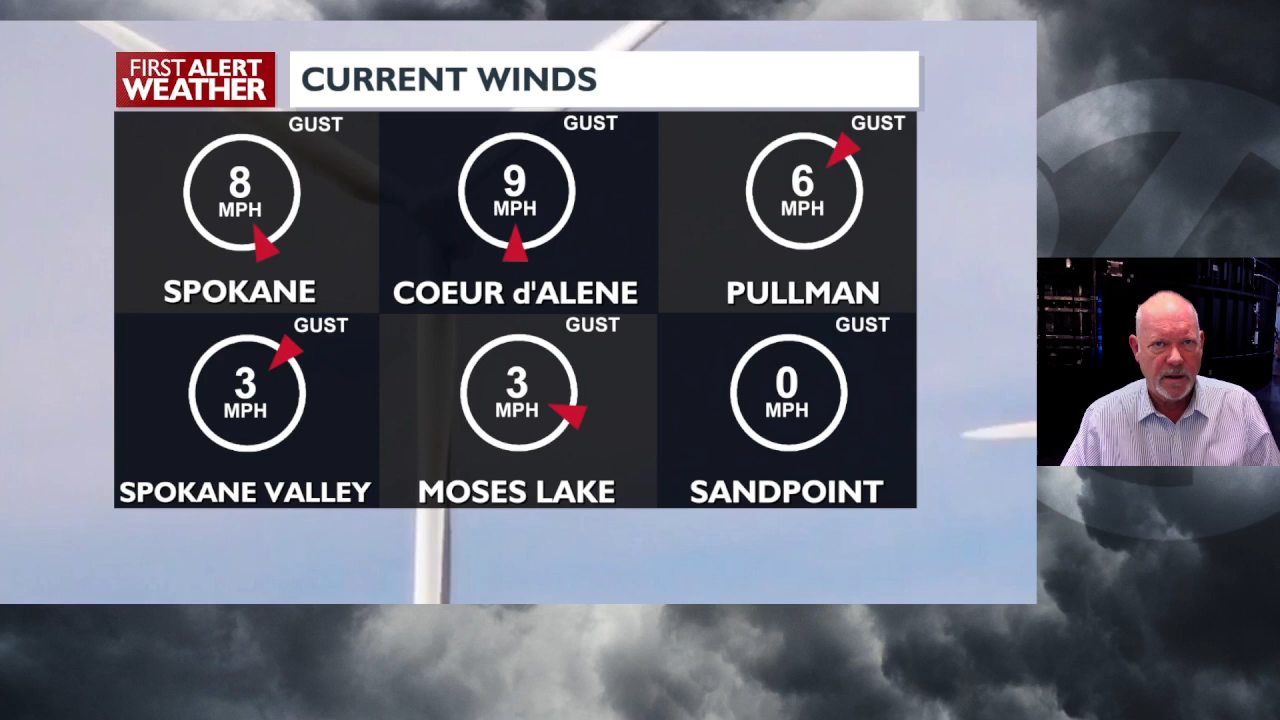 FIRST ALERT
WEATHER
CURRENT WINDS
GUST
8
MPH
SPOKANE
GUST
9
MPH
COEUR d'ALENE
GUST
6
MPH
PULLMAN
GUST
3
MPH
SPOKANE VALLEY
GUST
3
MPH
MOSES LAKE
GUST
0
MPH
SANDPOINT